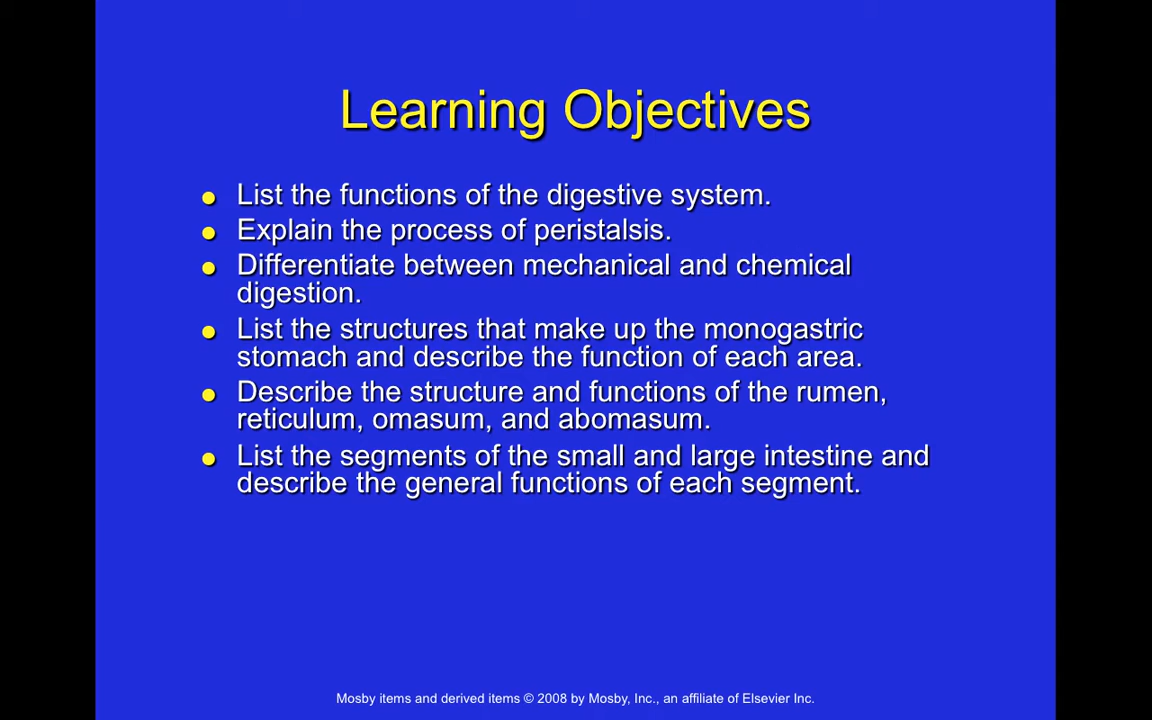 Learning Objectives
● List the functions of the digestive system.
● Explain the process of peristalsis.
● Differentiate between mechanical and chemical
digestion.
● List the structures that make up the monogastric
stomach and describe the function of each area.
● Describe the structure and functions of the rumen,
reticulum, omasum, and abomasum.
● List the segments of the small and large intestine and
describe the general functions of each segment.
Mosby items and derived items © 2008 by Mosby, Inc., an affiliate of Elsevier Inc.